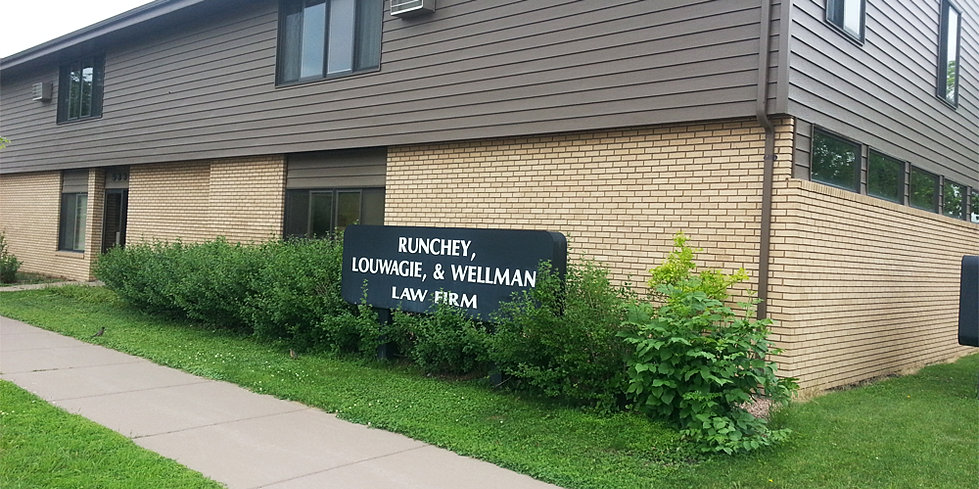 RUNCHEY,
LOUWAGIE, & WELLMAN
LAW FIRM